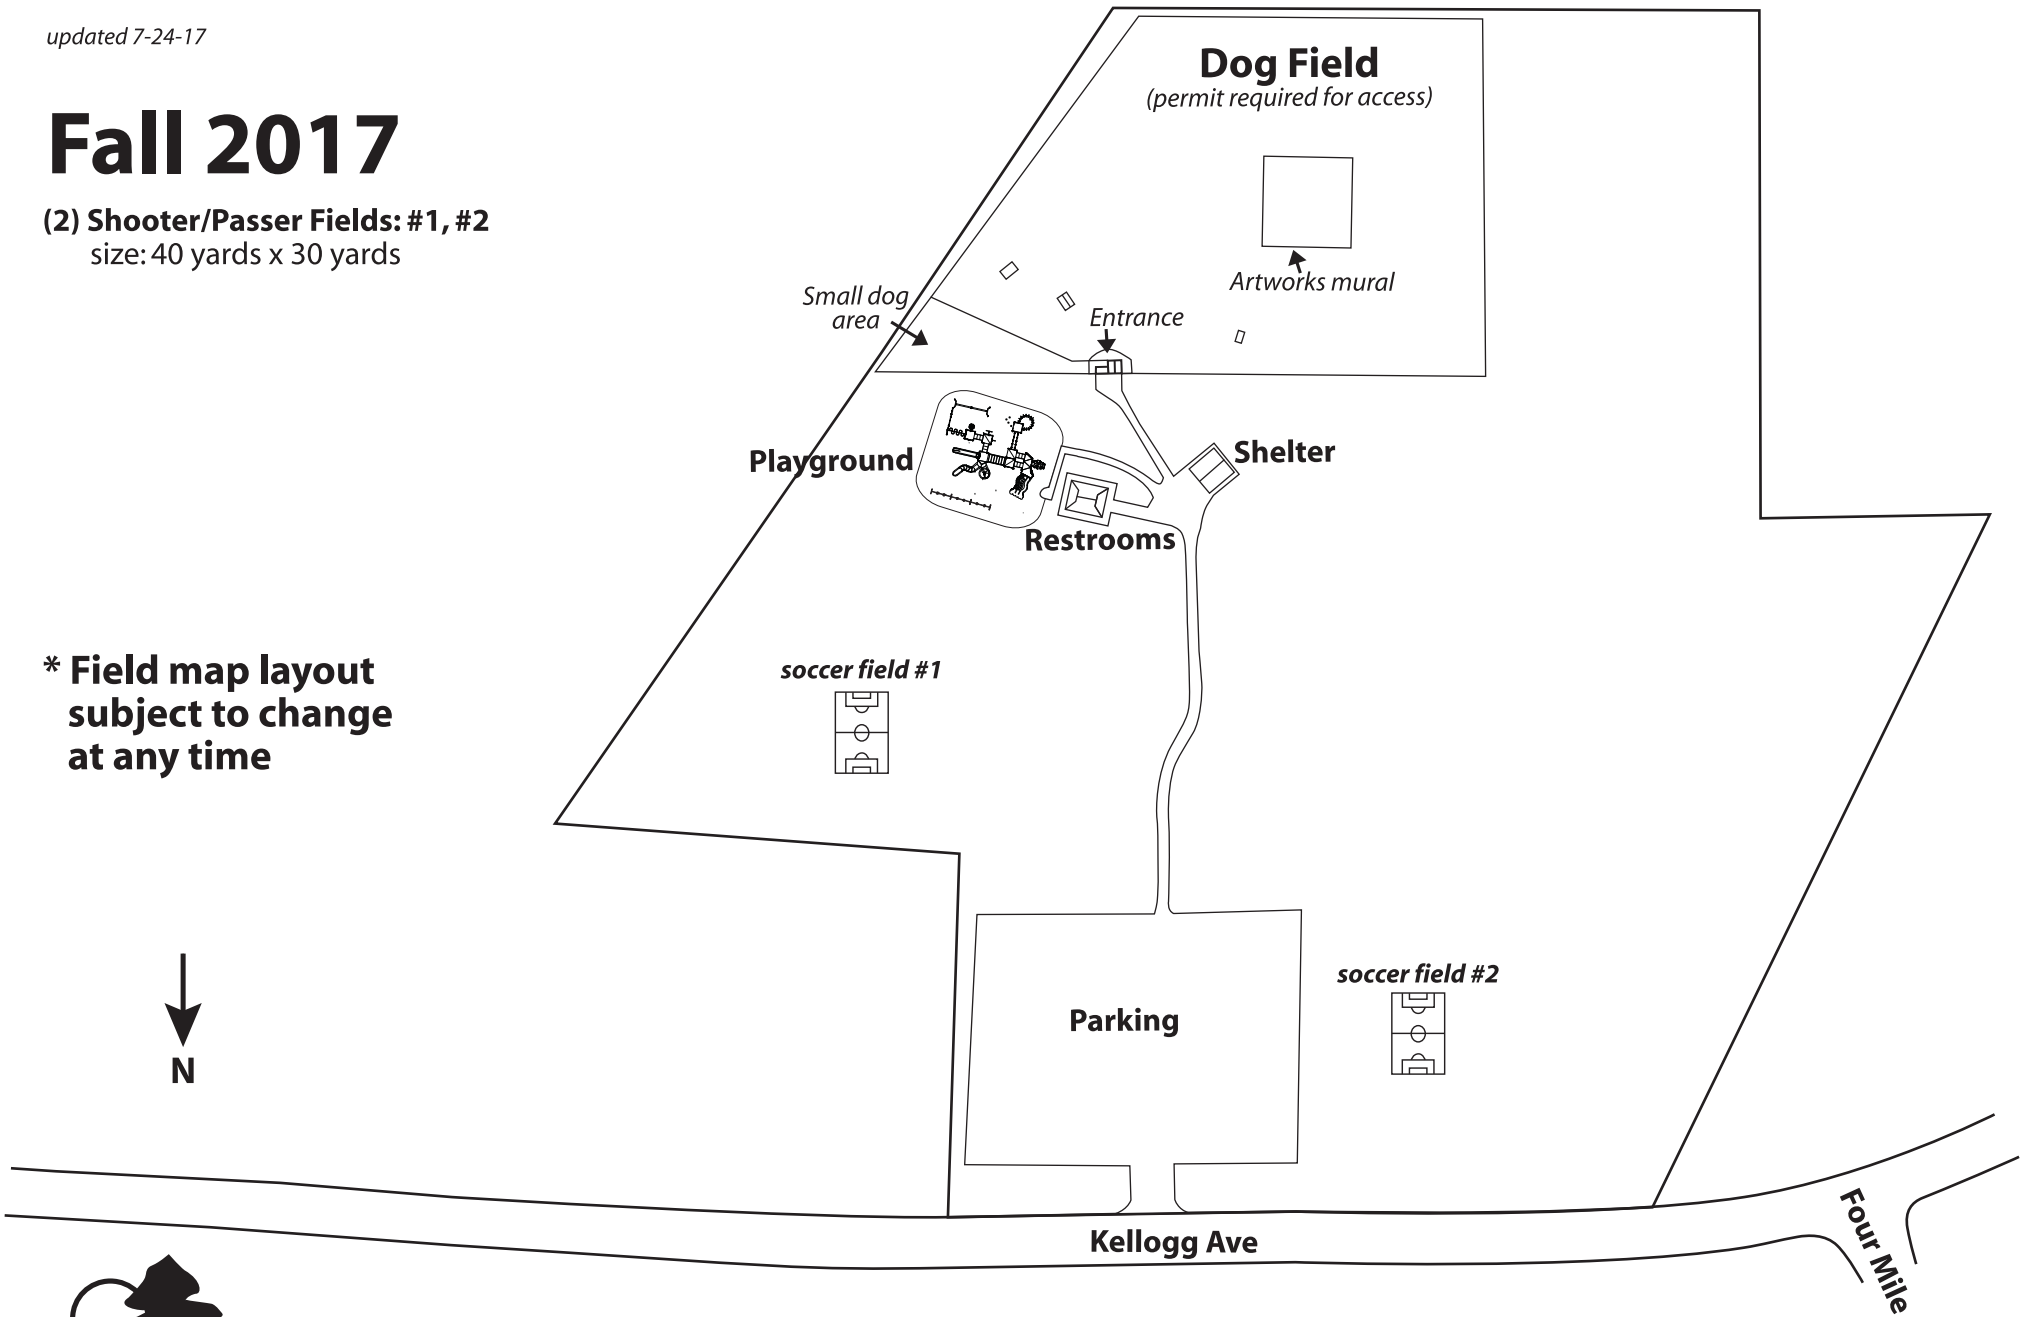 updated 7-24-17
Fall 2017
(2) Shooter/Passer Fields: #1, #2
size: 40 yards x 30 yards
Dog Field
(permit required for access)
Artworks mural
Small dog
area
Entrance
Playground
Shelter
Restrooms
* Field map layout
subject to change
at any time
soccer field #1
soccer field #2
Parking
N
Kellogg Ave
Four Mile